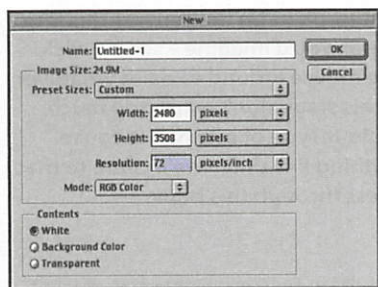 New
Name: Untitled-1
OK
Image Size: 24.9M
Cancel
Preset Sizes: Custom
Width: 2480 pixels
Height: 3508 pixels
Resolution: 72 pixels/inch
Mode: RGB Color
Contents
White
Background Color
Transparent